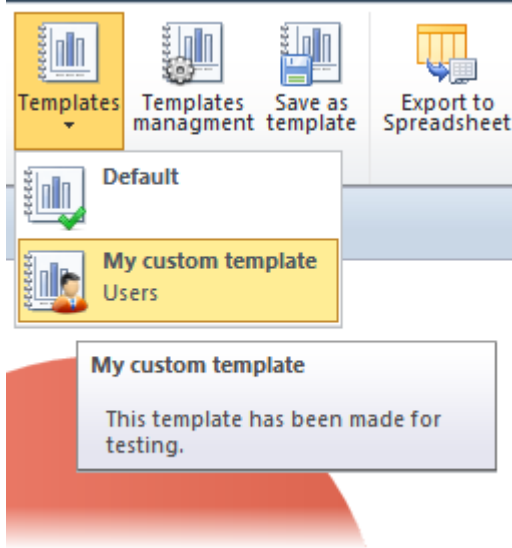 Templates
Templates
managment
Save as
template
Export to
Spreadsheet
Default
My custom template
Users
My custom template
This template has been made for
testing.